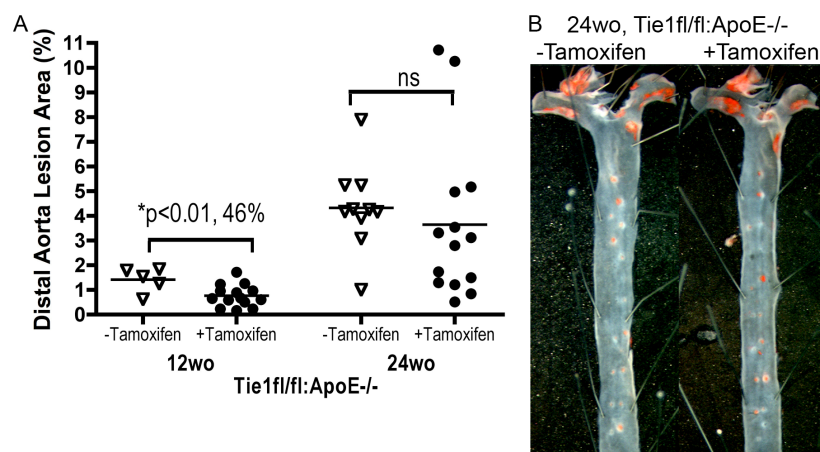 A
Distal Aorta Lesion Area (%)
11
10
9
8
7
6
5
4
3
2
1
0
*p<0.01, 46%
ns
-Tamoxifen +Tamoxifen -Tamoxifen +Tamoxifen
12wo 24wo
Tie1fl/fl:ApoE-/-
B 24wo, Tie1fl/fl:ApoE-/-
-Tamoxifen +Tamoxifen